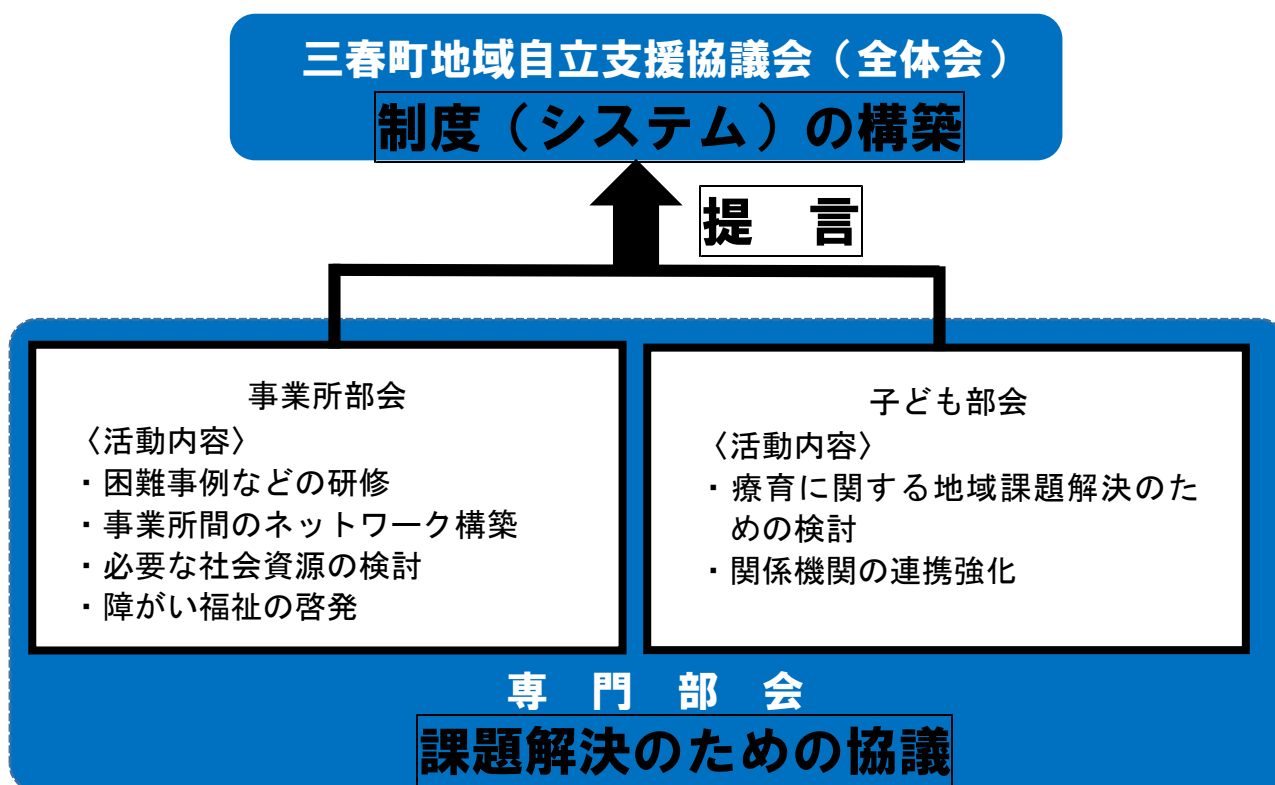 三春町地域自立支援協議会（全体会）
制度（システム）の構築
提　言
事業所部会
〈活動内容〉
・困難事例などの研修
・事業所間のネットワーク構築
・必要な社会資源の検討
・障がい福祉の啓発
子ども部会
〈活動内容〉
・療育に関する地域課題解決のた
めの検討
・関係機関の連携強化
専　門　部　会
課題解決のための協議